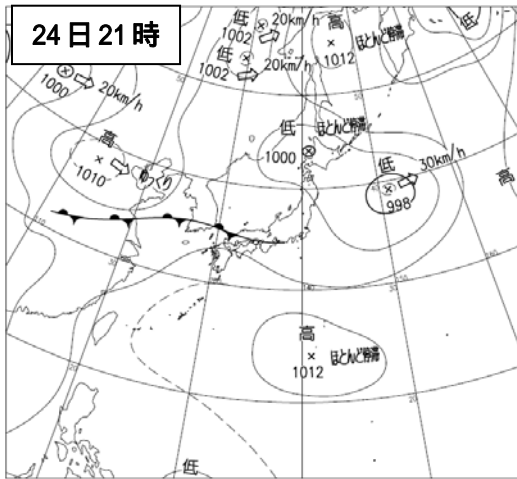 24日21時
低
20km/h
1002
低
20km/h
1002
高
1012
ほとんど停滞
低
1000
20km/h
高
1010
ゆっくり
低
ほとんど停滞
1000
低
30km/h
998
高
高
1012
ほとんど停滞
低